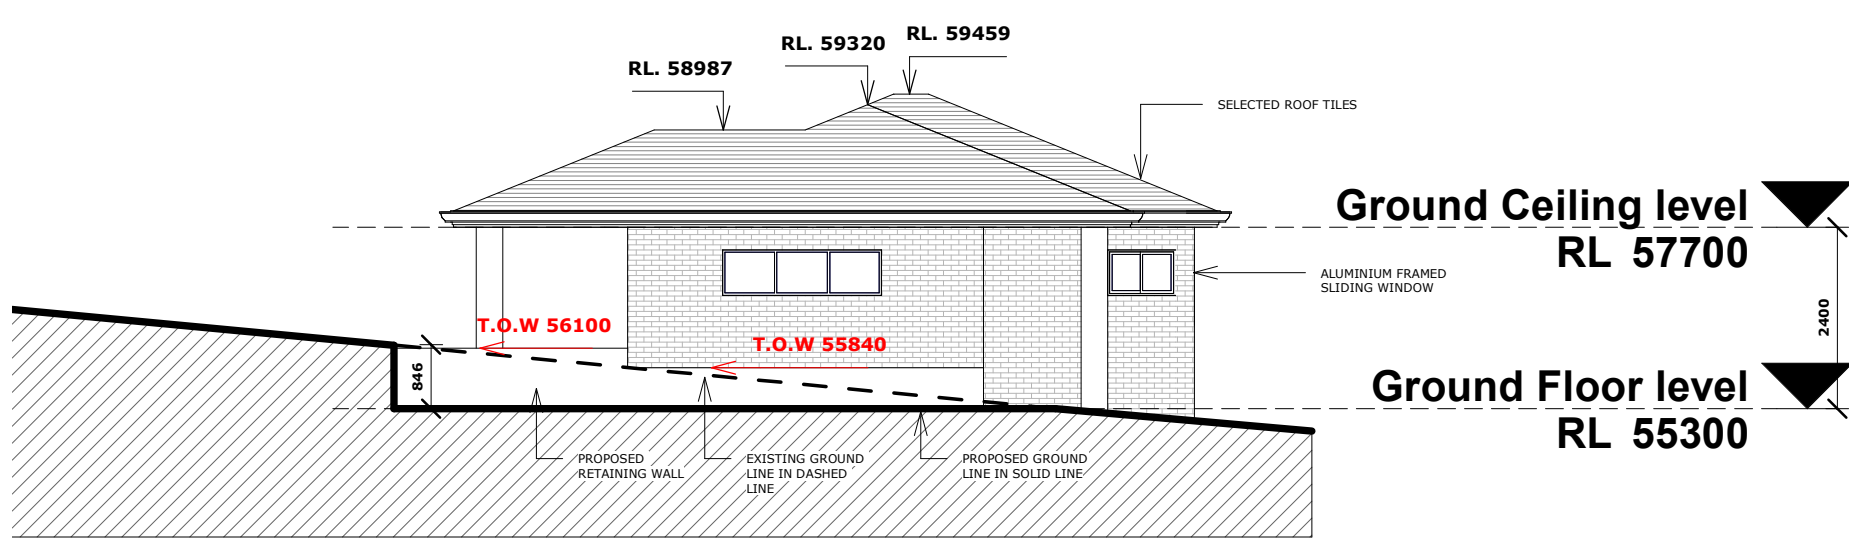 RL. 59320
RL. 59459
RL. 58987
SELECTED ROOF TILES
Ground Ceiling level
RL 57700
ALUMINIUM FRAMED
SLIDING WINDOW
2400
T.O.W 56100
T.O.W 55840
846
Ground Floor level
RL 55300
PROPOSED
RETAINING WALL
EXISTING GROUND
LINE IN DASHED
LINE
PROPOSED GROUND
LINE IN SOLID LINE